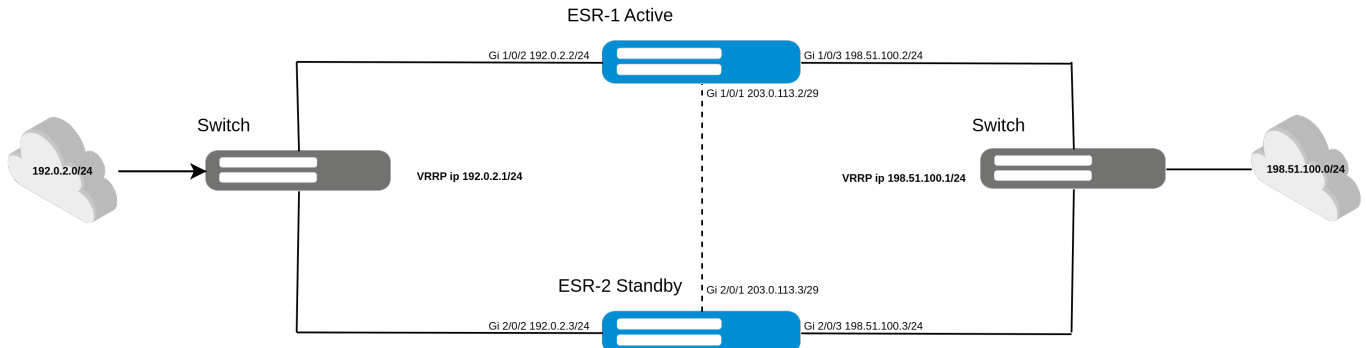 ESR-1 Active
Gi 1/0/2 192.0.2.2/24
Gi 1/0/3 198.51.100.2/24
Gi 1/0/1 203.0.113.2/29
Switch
Switch
192.0.2.0/24
VRRP ip 192.0.2.1/24
VRRP ip 198.51.100.1/24
198.51.100.0/24
ESR-2 Standby
Gi 2/0/1 203.0.113.3/29
Gi 2/0/2 192.0.2.3/24
Gi 2/0/3 198.51.100.3/24